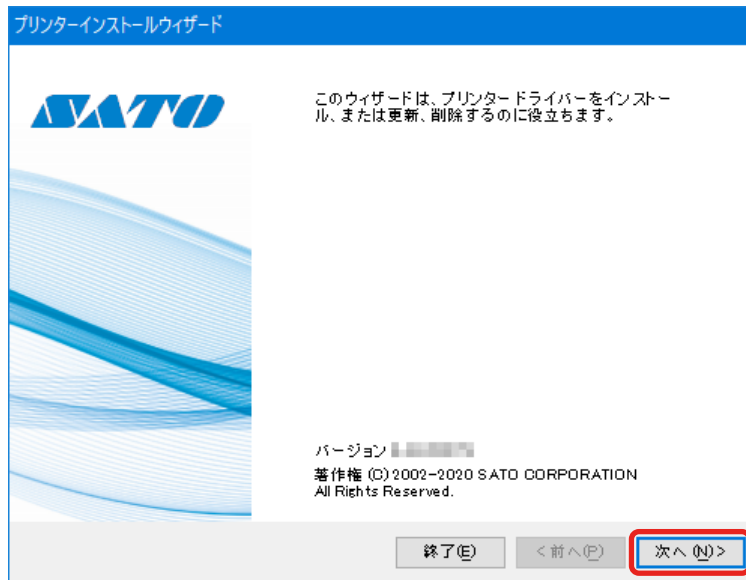 プリンターインストールウィザード
SATO
このウィザードは、プリンター ドライバーをインストー
ル、または更新、削除するのに役立ちます。
バージョン
著作権 (C) 2002-2020 SATO CORPORATION
All Rights Reserved.
終了(E)
<前へ(P)
次へ(N)>